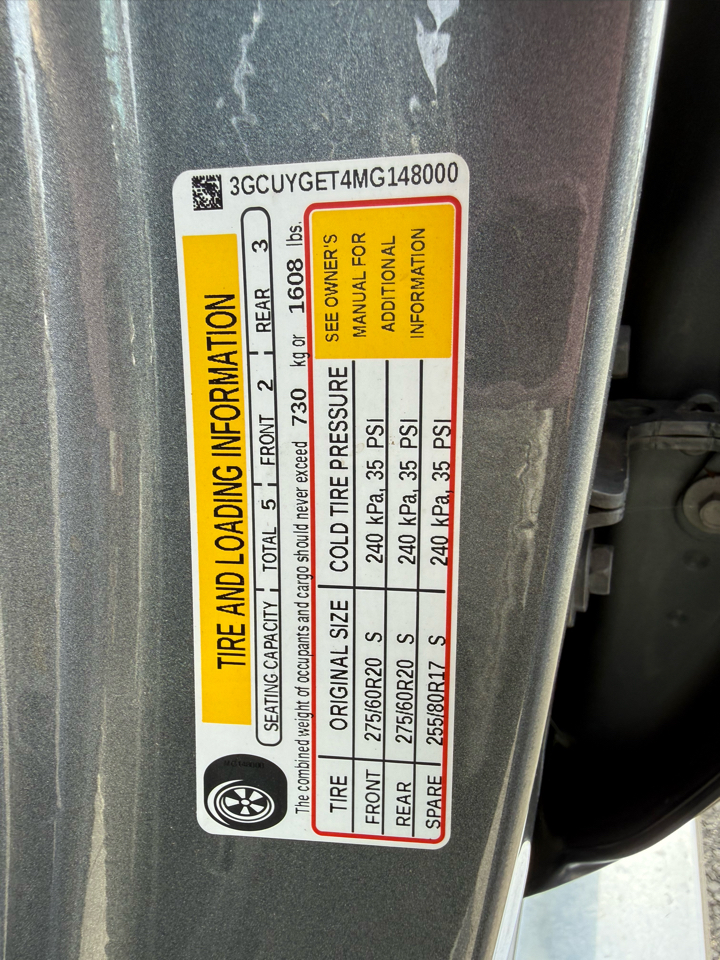 3GCUYGET4MG148000
TIRE AND LOADING INFORMATION
SEATING CAPACITY TOTAL 5 FRONT 2 REAR 3
The combined weight of occupants and cargo should never exceed 730 kg or 1608 lbs.
TIRE ORIGINAL SIZE COLD TIRE PRESSURE
FRONT 275/60R20 S 240 kPa, 35 PSI
REAR 275/60R20 S 240 kPa, 35 PSI
SPARE 255/80R17 S 240 kPa, 35 PSI
SEE OWNER'S
MANUAL FOR
ADDITIONAL
INFORMATION